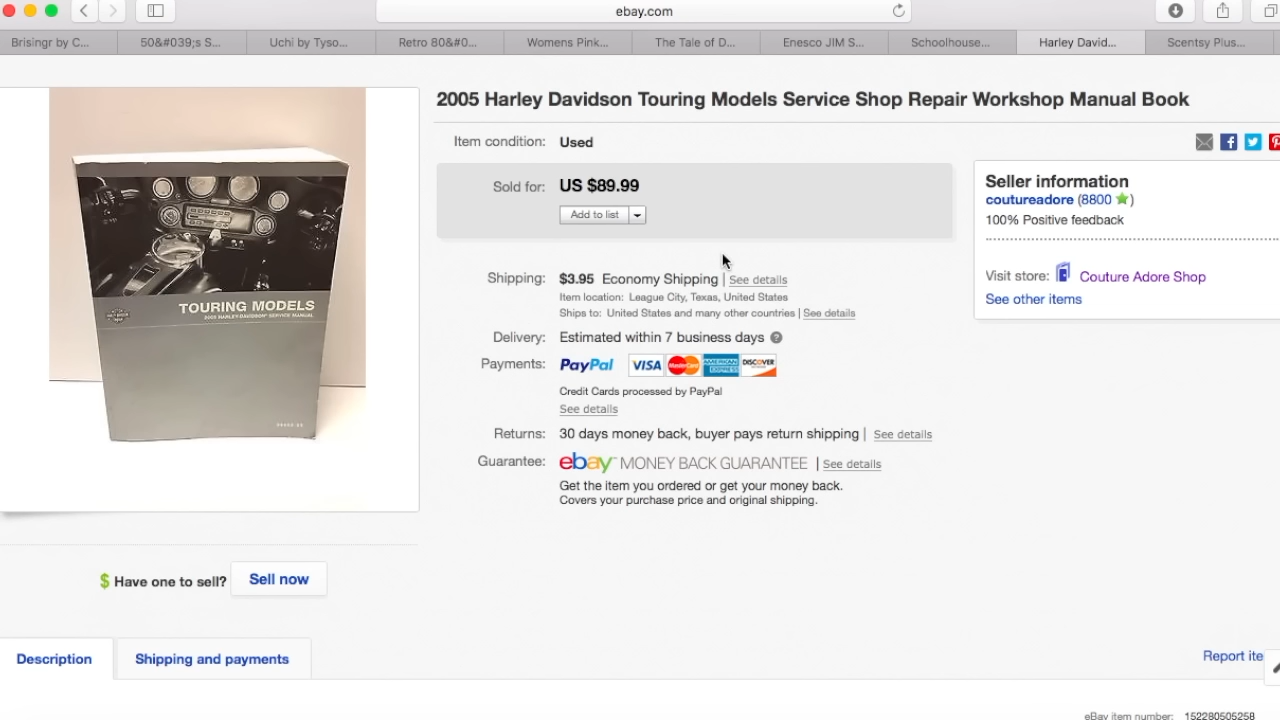 ebay.com
Brisingr by C...
50&#039;s S...
Uchi by Tyso...
Retro 80&#0...
Womens Pink...
The Tale of D...
Enesco JIM S...
Schoolhouse...
Harley David...
Scentsy Plus...
2005 Harley Davidson Touring Models Service Shop Repair Workshop Manual Book
Item condition: Used
Sold for: US $89.99
Add to list
Shipping: $3.95 Economy Shipping | See details
Item location: League City, Texas, United States
Ships to: United States and many other countries | See details
Delivery: Estimated within 7 business days ?
Payments: PayPal VISA MasterCard AMERICAN EXPRESS DISCOVER
Credit Cards processed by PayPal
See details
Returns: 30 days money back, buyer pays return shipping | See details
Guarantee: ebay MONEY BACK GUARANTEE | See details
Get the item you ordered or get your money back.
Covers your purchase price and original shipping.
Seller information
coutureadore (8800)
100% Positive feedback
Visit store: Couture Adore Shop
See other items
TOURING MODELS
2005 HARLEY-DAVIDSON SERVICE MANUAL
$ Have one to sell? Sell now
Description
Shipping and payments
Report ite
eBay item number: 152280505258